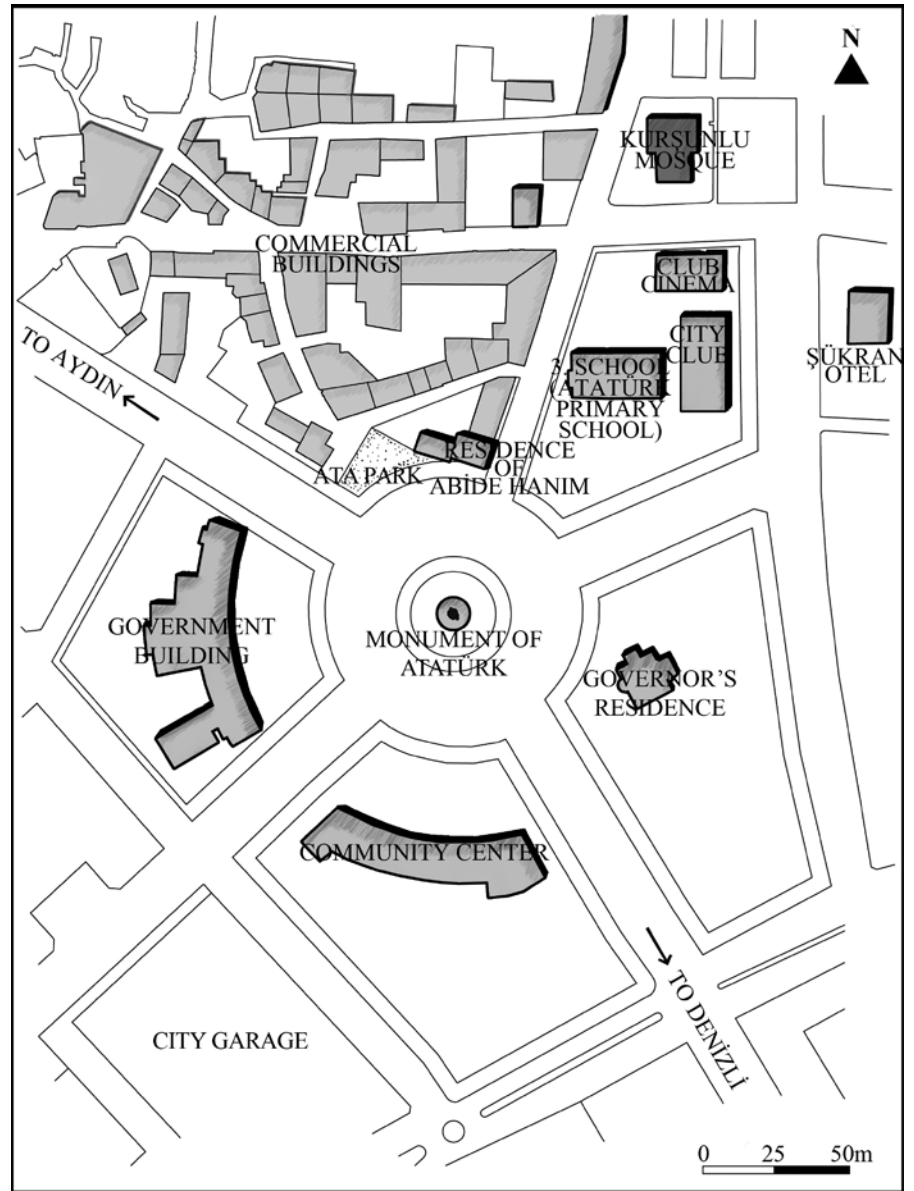 N
KURŞUNLU
MOSQUE
COMMERCIAL
BUILDINGS
CLUB
CINEMA
CITY
CLUB
ŞÜKRAN
OTEL
3. SCHOOL
(ATATÜRK
PRIMARY
SCHOOL)
TO AYDIN
RESIDENCE
OF
ABİDE HANIM
ATA PARK
GOVERNMENT
BUILDING
MONUMENT OF
ATATÜRK
GOVERNOR'S
RESIDENCE
COMMUNITY CENTER
TO DENİZLİ
CITY GARAGE
0 25 50m